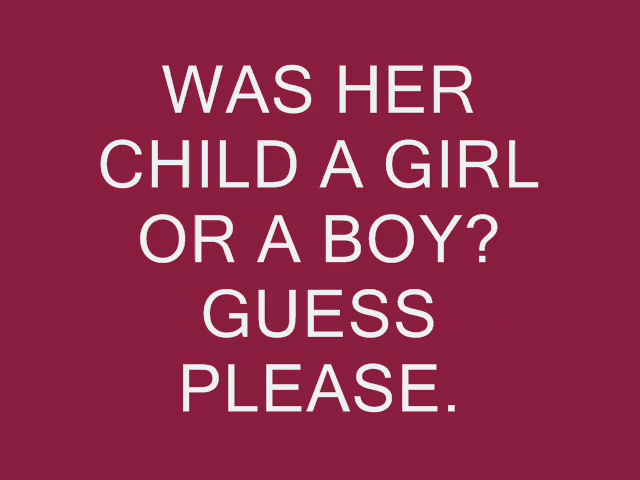 WAS HER
CHILD A GIRL
OR A BOY?
GUESS
PLEASE.